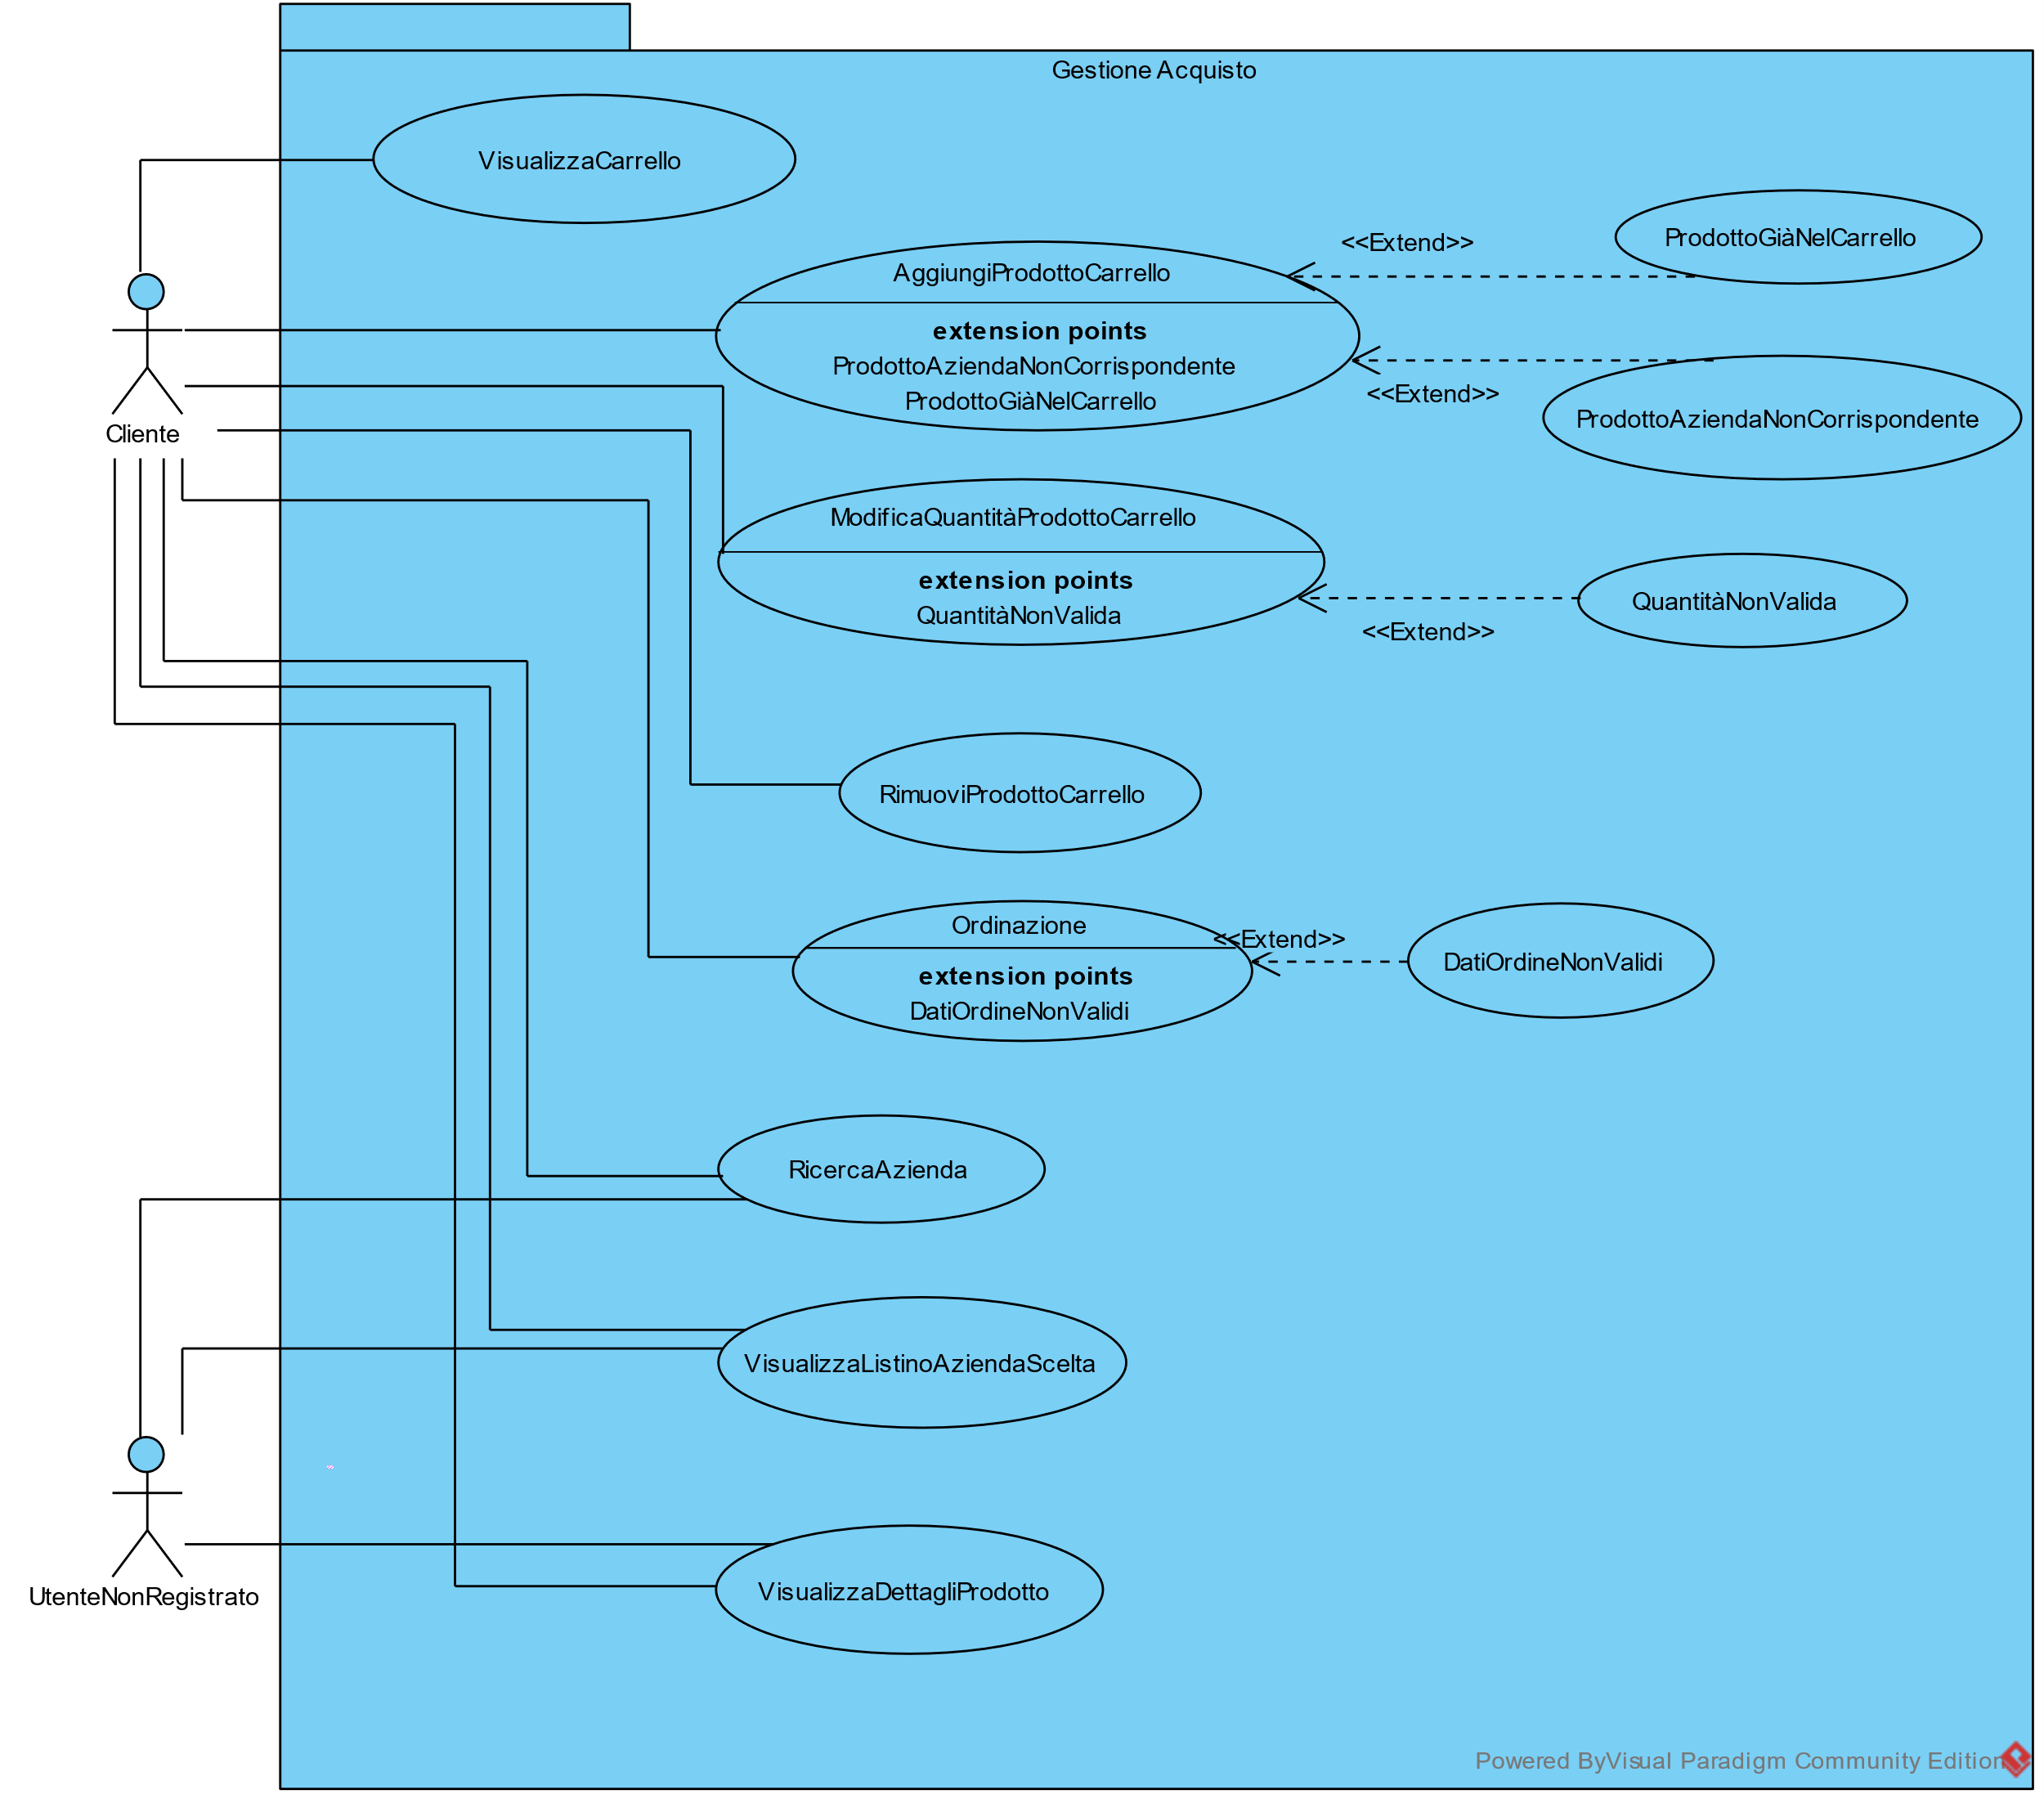 Gestione Acquisto
VisualizzaCarrello
AggiungiProdottoCarrello
extension points
ProdottoAziendaNonCorrispondente
ProdottoGiàNelCarrello
<<Extend>>
ProdottoGiàNelCarrello
<<Extend>>
ProdottoAziendaNonCorrispondente
Cliente
ModificaQuantitàProdottoCarrello
extension points
QuantitàNonValida
<<Extend>>
QuantitàNonValida
RimuoviProdottoCarrello
Ordinazione
extension points
DatiOrdineNonValidi
<<Extend>>
DatiOrdineNonValidi
RicercaAzienda
VisualizzaListinoAziendaScelta
UtenteNonRegistrato
VisualizzaDettagliProdotto
Powered ByVisual Paradigm Community Edition